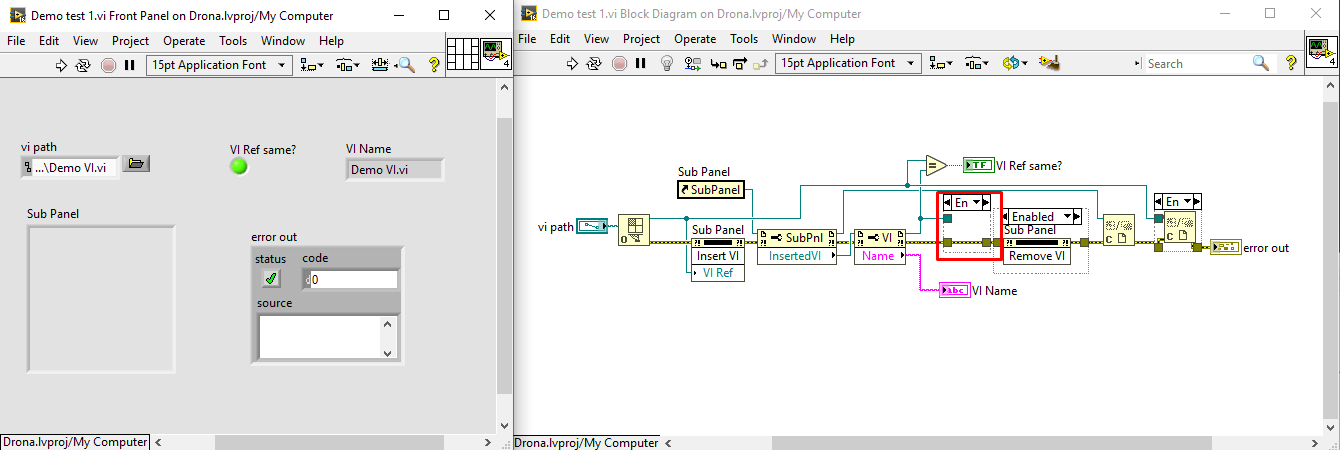 Demo test 1.vi Front Panel on Drona.lvproj/My Computer
File Edit View Project Operate Tools Window Help
15pt Application Font
4
vi path
...\Demo VI.vi
VI Ref same?
VI Name
Demo VI.vi
Sub Panel
error out
status code
0
source
Drona.lvproj/My Computer
Demo test 1.vi Block Diagram on Drona.lvproj/My Computer
File Edit View Project Operate Tools Window Help
15pt Application Font
Search
4
vi path
Sub Panel
SubPanel
Sub Panel
Insert VI
VI Ref
SubPnl
InsertedVI
VI
Name
TF
VI Ref same?
abc
VI Name
En
Enabled
Sub Panel
Remove VI
En
error out
Drona.lvproj/My Computer